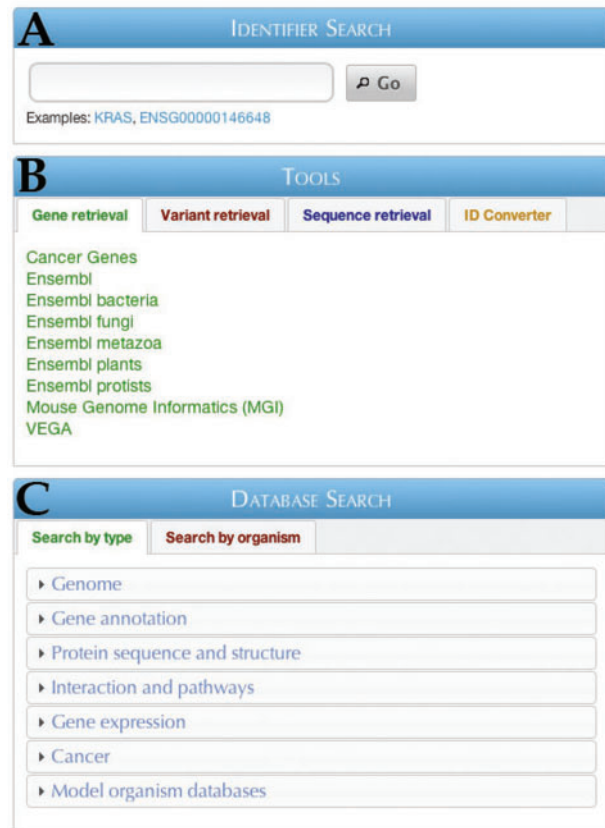 A IDENTIFIER SEARCH
Go
Examples: KRAS, ENSG00000146648
B TOOLS
Gene retrieval Variant retrieval Sequence retrieval ID Converter
Cancer Genes
Ensembl
Ensembl bacteria
Ensembl fungi
Ensembl metazoa
Ensembl plants
Ensembl protists
Mouse Genome Informatics (MGI)
VEGA
C DATABASE SEARCH
Search by type Search by organism
Genome
Gene annotation
Protein sequence and structure
Interaction and pathways
Gene expression
Cancer
Model organism databases